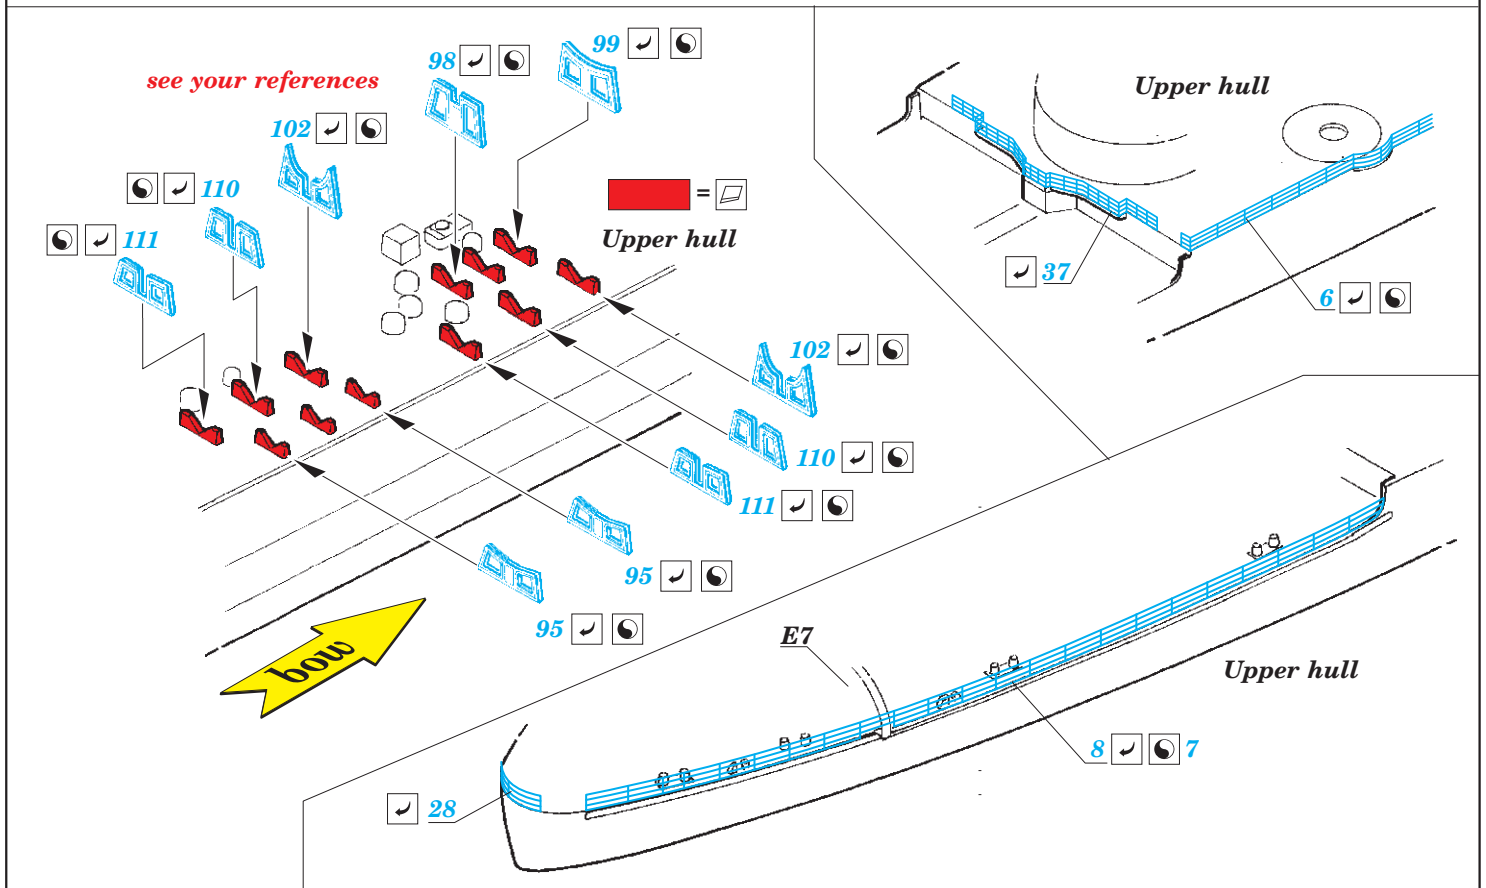 see your references
98
99
102
110
111
=
Upper hull
102
110
111
95
95
bow
Upper hull
37
6
E7
Upper hull
8 7
28